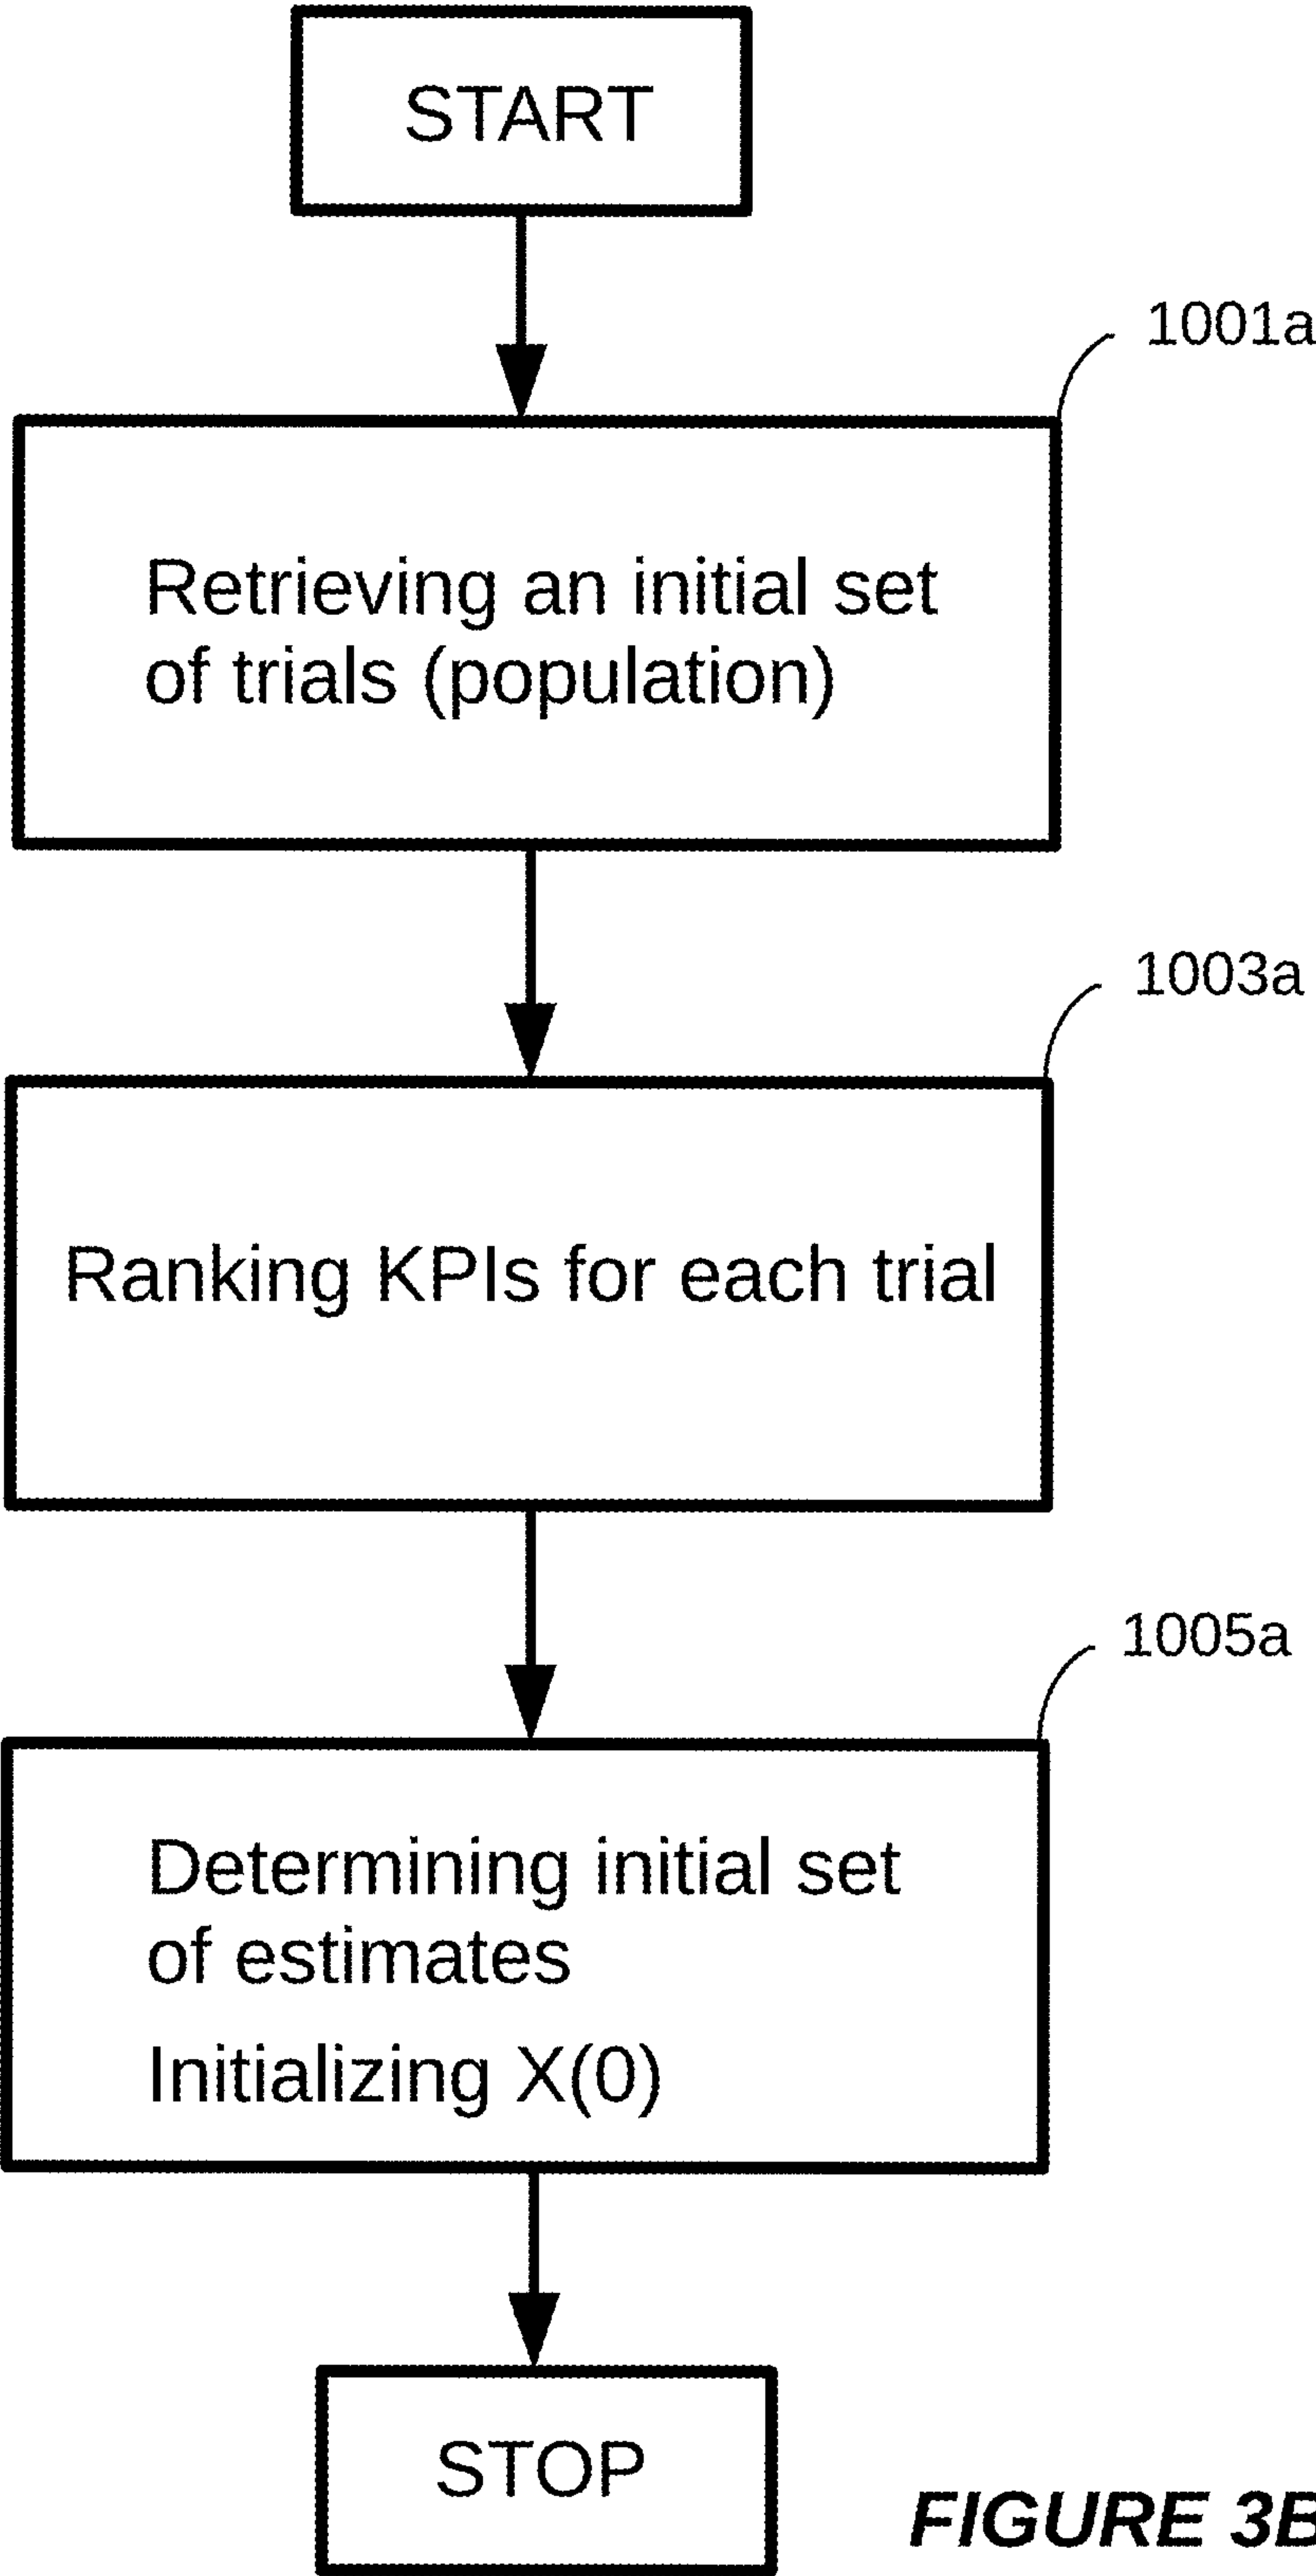 START
1001a
Retrieving an initial set
of trials (population)
1003a
Ranking KPIs for each trial
1005a
Determining initial set
of estimates
Initializing X(0)
STOP
FIGURE 3B